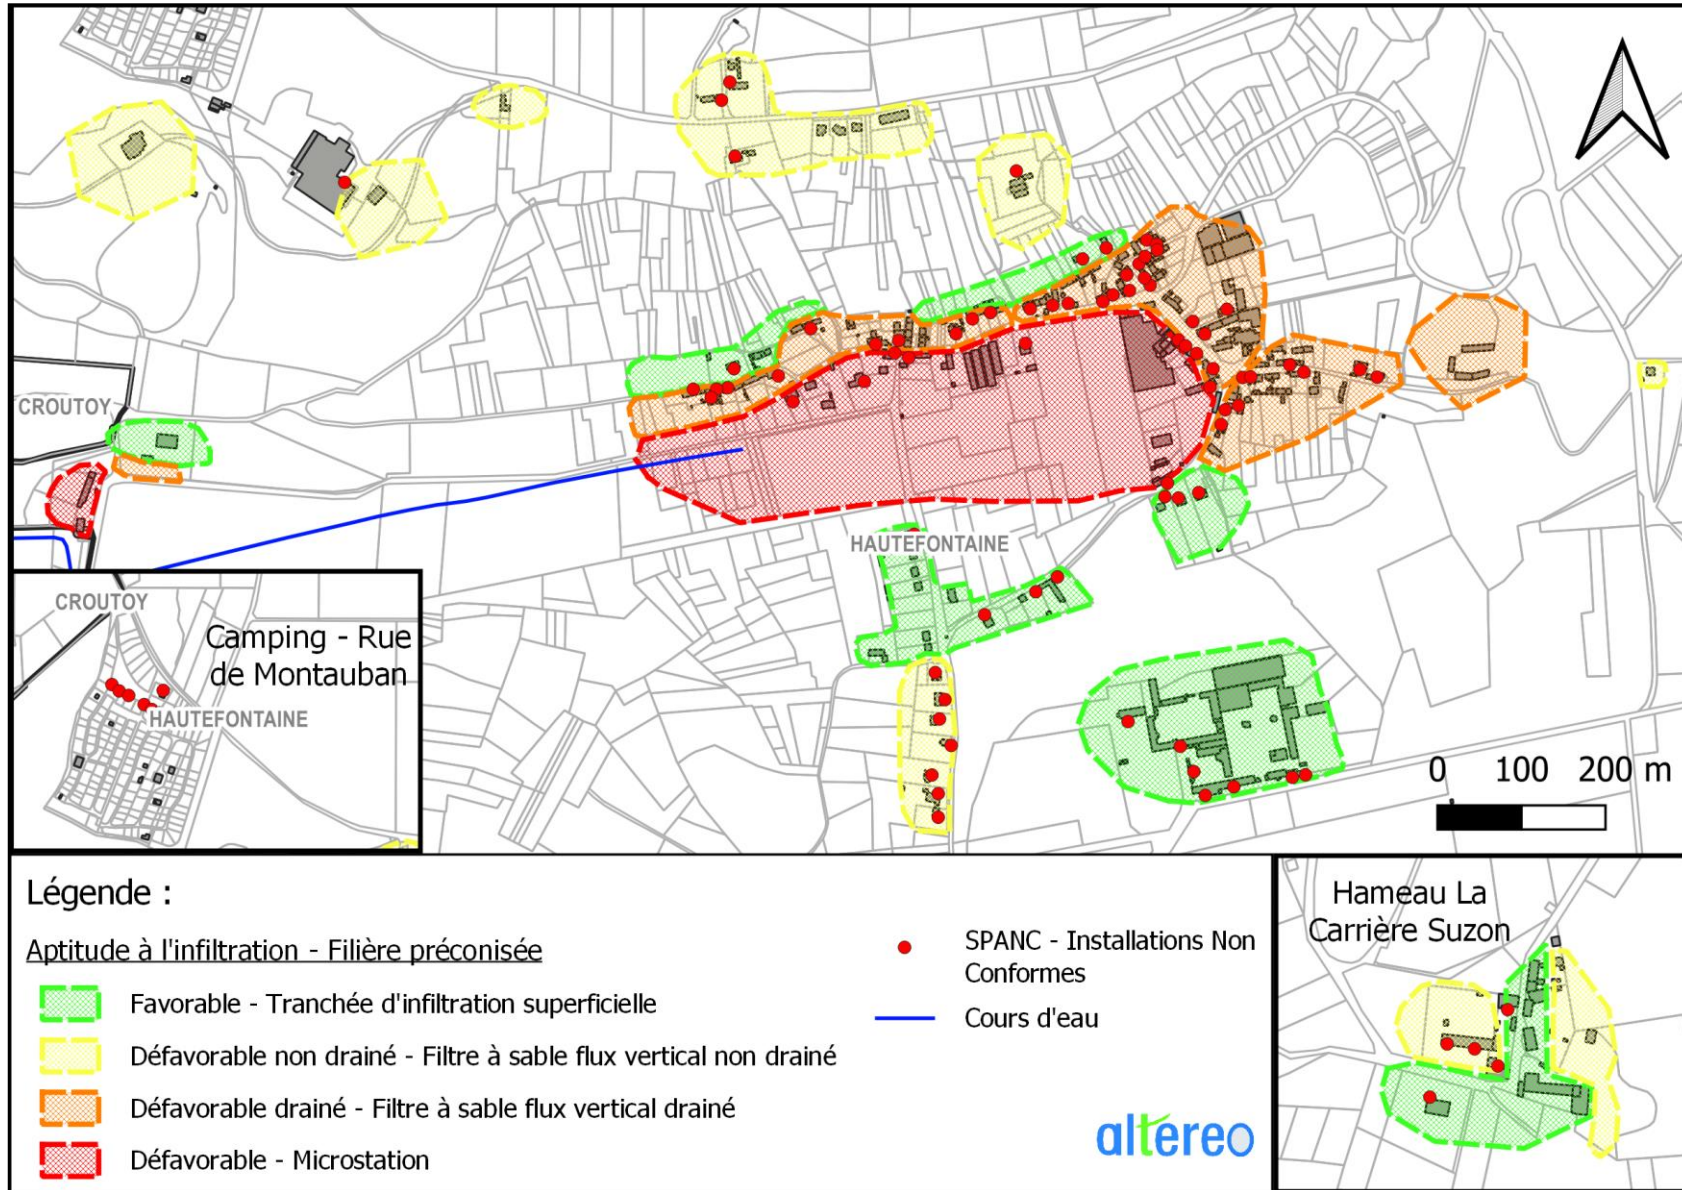 CROUTOY
HAUTEFONTAINE
0 100 200 m
CROUTOY
Camping - Rue
de Montauban
HAUTEFONTAINE
Légende :
Aptitude à l'infiltration - Filière préconisée
Favorable - Tranchée d'infiltration superficielle
Défavorable non drainé - Filtre à sable flux vertical non drainé
Défavorable drainé - Filtre à sable flux vertical drainé
Défavorable - Microstation
SPANC - Installations Non
Conformes
Cours d'eau
altereo
Hameau La
Carrière Suzon